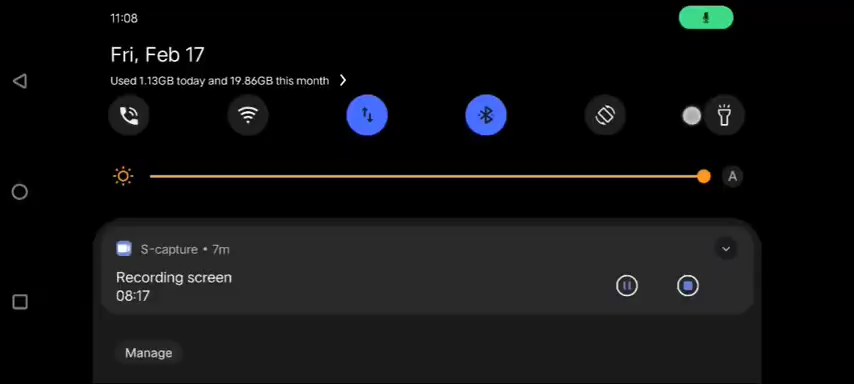 11:08
Fri, Feb 17
Used 1.13GB today and 19.86GB this month
A
S-capture • 7m
Recording screen
08:17
Manage